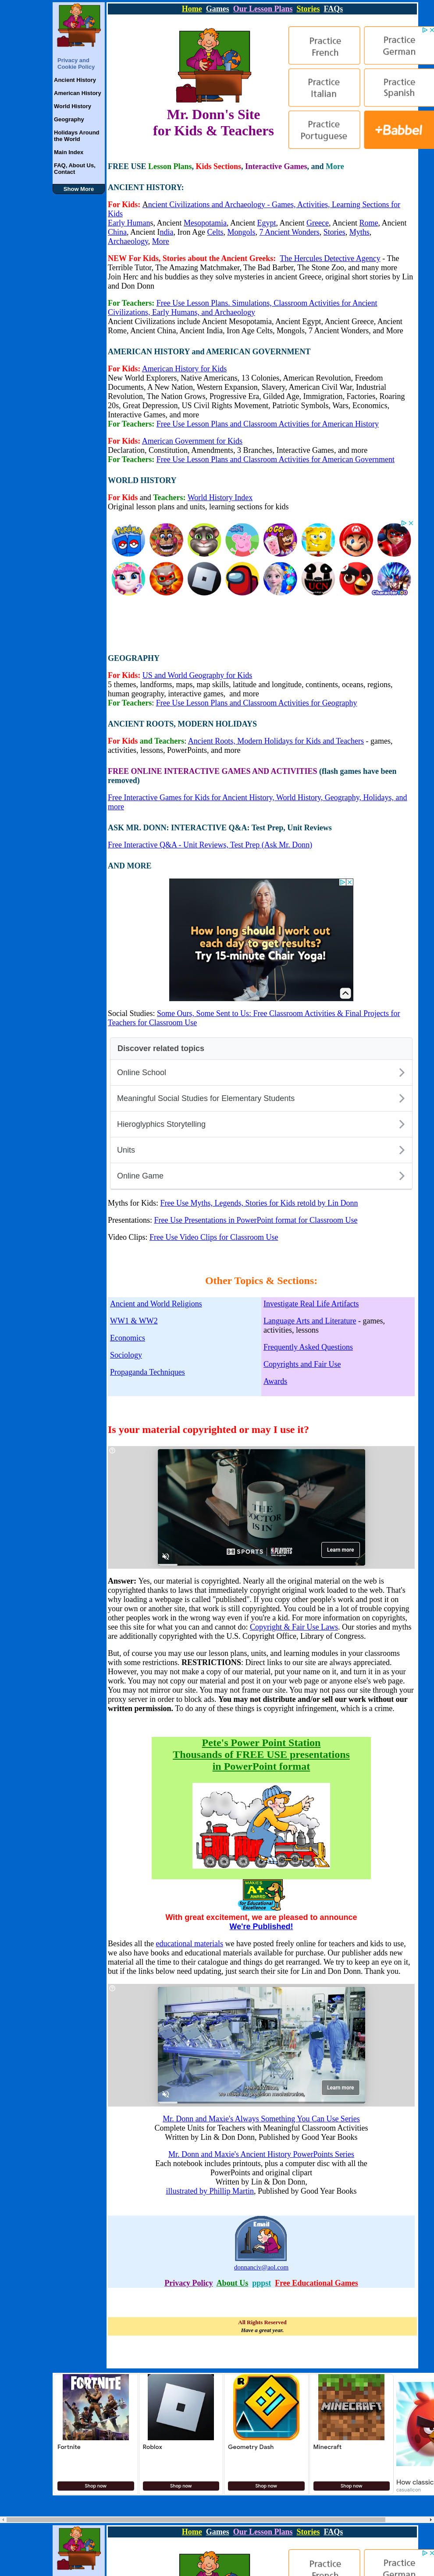 Home Games Our Lesson Plans Stories FAQs
Privacy and
Cookie Policy
Ancient History
American History
World History
Geography
Holidays Around
the World
Main Index
FAQ, About Us,
Contact
Show More
Practice
French
Practice
German
Practice
Italian
Practice
Spanish
Practice
Portuguese
+Babbel
Mr. Donn's Site
for Kids & Teachers
FREE USE Lesson Plans, Kids Sections, Interactive Games, and More
ANCIENT HISTORY:
For Kids: Ancient Civilizations and Archaeology - Games, Activities, Learning Sections for
Kids
Early Humans, Ancient Mesopotamia, Ancient Egypt, Ancient Greece, Ancient Rome, Ancient
China, Ancient India, Iron Age Celts, Mongols, 7 Ancient Wonders, Stories, Myths,
Archaeology, More
NEW For Kids, Stories about the Ancient Greeks: The Hercules Detective Agency - The
Terrible Tutor, The Amazing Matchmaker, The Bad Barber, The Stone Zoo, and many more
Join Herc and his buddies as they solve mysteries in ancient Greece, original short stories by Lin
and Don Donn
For Teachers: Free Use Lesson Plans. Simulations, Classroom Activities for Ancient
Civilizations, Early Humans, and Archaeology
Ancient Civilizations include Ancient Mesopotamia, Ancient Egypt, Ancient Greece, Ancient
Rome, Ancient China, Ancient India, Iron Age Celts, Mongols, 7 Ancient Wonders, and More
AMERICAN HISTORY and AMERICAN GOVERNMENT
For Kids: American History for Kids
New World Explorers, Native Americans, 13 Colonies, American Revolution, Freedom
Documents, A New Nation, Western Expansion, Slavery, American Civil War, Industrial
Revolution, The Nation Grows, Progressive Era, Gilded Age, Immigration, Factories, Roaring
20s, Great Depression, US Civil Rights Movement, Patriotic Symbols, Wars, Economics,
Interactive Games, and more
For Teachers: Free Use Lesson Plans and Classroom Activities for American History
For Kids: American Government for Kids
Declaration, Constitution, Amendments, 3 Branches, Interactive Games, and more
For Teachers: Free Use Lesson Plans and Classroom Activities for American Government
WORLD HISTORY
For Kids and Teachers: World History Index
Original lesson plans and units, learning sections for kids
GEOGRAPHY
For Kids: US and World Geography for Kids
5 themes, landforms, maps, map skills, latitude and longitude, continents, oceans, regions,
human geography, interactive games, and more
For Teachers: Free Use Lesson Plans and Classroom Activities for Geography
ANCIENT ROOTS, MODERN HOLIDAYS
For Kids and Teachers: Ancient Roots, Modern Holidays for Kids and Teachers - games,
activities, lessons, PowerPoints, and more
FREE ONLINE INTERACTIVE GAMES AND ACTIVITIES (flash games have been
removed)
Free Interactive Games for Kids for Ancient History, World History, Geography, Holidays, and
more
ASK MR. DONN: INTERACTIVE Q&A: Test Prep, Unit Reviews
Free Interactive Q&A - Unit Reviews, Test Prep (Ask Mr. Donn)
AND MORE
How long should I work out
each day to get results?
Try 15-minute Chair Yoga!
Social Studies: Some Ours, Some Sent to Us: Free Classroom Activities & Final Projects for
Teachers for Classroom Use
Discover related topics
Online School
Meaningful Social Studies for Elementary Students
Hieroglyphics Storytelling
Units
Online Game
Myths for Kids: Free Use Myths, Legends, Stories for Kids retold by Lin Donn
Presentations: Free Use Presentations in PowerPoint format for Classroom Use
Video Clips: Free Use Video Clips for Classroom Use
Other Topics & Sections:
Ancient and World Religions
WW1 & WW2
Economics
Sociology
Propaganda Techniques
Investigate Real Life Artifacts
Language Arts and Literature - games,
activities, lessons
Frequently Asked Questions
Copyrights and Fair Use
Awards
Is your material copyrighted or may I use it?
THE
DOCTOR
IS IN
SPORTS
Learn more
Answer: Yes, our material is copyrighted. Nearly all the original material on the web is
copyrighted thanks to laws that immediately copyright original work loaded on the web. That's
why loading a webpage is called "published". If you copy other people's work and post it on
your own or another site, that work is still copyrighted. You could be in a lot of trouble copying
other peoples work in the wrong way even if you're a kid. For more information on copyrights,
see this site for what you can and cannot do: Copyright & Fair Use Laws. Our stories and myths
are additionally copyrighted with the U.S. Copyright Office, Library of Congress.
But, of course you may use our lesson plans, units, and learning modules in your classrooms
with some restrictions. RESTRICTIONS: Direct links to our site are always appreciated.
However, you may not make a copy of our material, put your name on it, and turn it in as your
work. You may not copy our material and post it on your web page or anyone else's web page.
You may not mirror our site. You may not frame our site. You may not pass our site through any
proxy server in order to block ads. You may not distribute and/or sell our work without our
written permission. To do any of these things is copyright infringement, which is a crime.
Pete's Power Point Station
Thousands of FREE USE presentations
in PowerPoint format
A+
AWARD
for Educational
Excellence
With great excitement, we are pleased to announce
We're Published!
Besides all the educational materials we have posted freely online for teachers and kids to use,
we also have books and educational materials available for purchase. Our publisher adds new
material all the time to their catalogue and things do get rearranged. We try to keep an eye on it,
but if the links below need updating, just search their site for Lin and Don Donn. Thank you.
Learn more
Mr. Donn and Maxie's Always Something You Can Use Series
Complete Units for Teachers with Meaningful Classroom Activities
Written by Lin & Don Donn, Published by Good Year Books
Mr. Donn and Maxie's Ancient History PowerPoints Series
Each notebook includes printouts, plus a computer disc with all the
PowerPoints and original clipart
Written by Lin & Don Donn,
illustrated by Phillip Martin, Published by Good Year Books
Email
donnanciv@aol.com
Privacy Policy About Us pppst Free Educational Games
All Rights Reserved
Have a great year.
FORTNITE
Fortnite
Roblox
Geometry Dash
MINECRAFT
Minecraft
How classic
Shop now
Shop now
Shop now
Shop now
Home Games Our Lesson Plans Stories FAQs
Practice
French
Practice
German